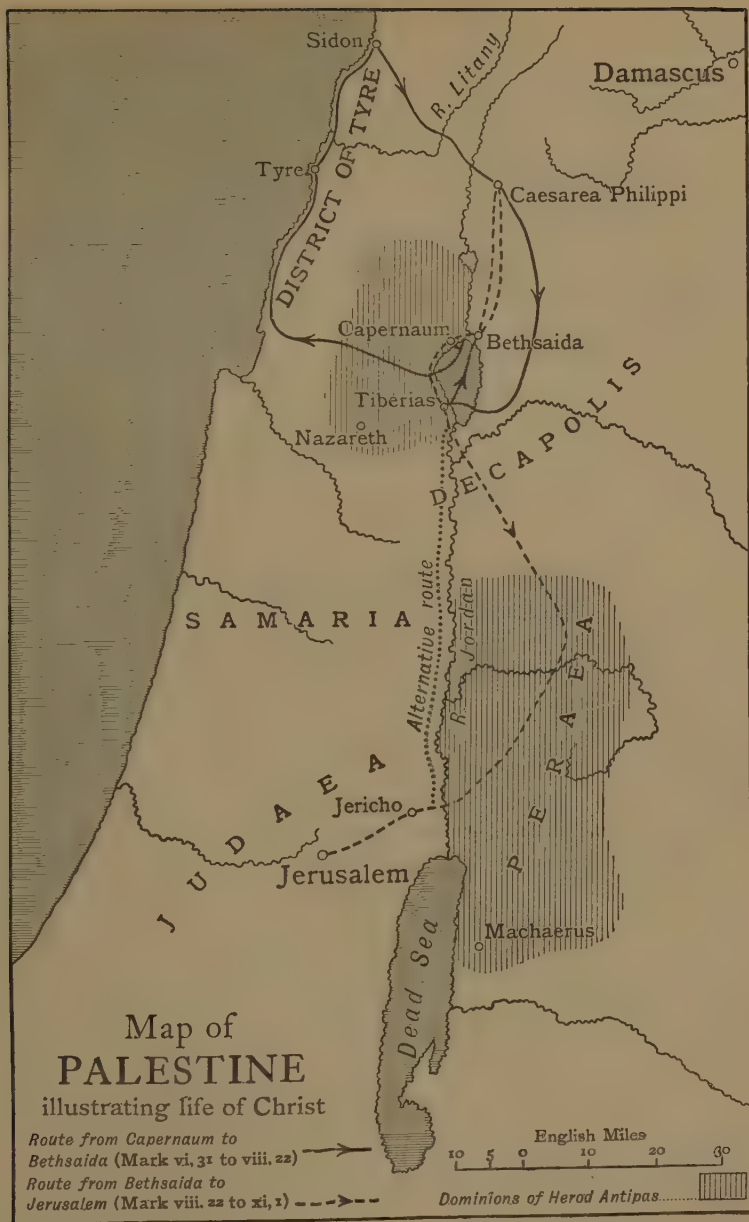 Sidon
R. Litany
Damascus
DISTRICT OF TYRE
Tyre
Caesarea Philippi
Capernaum
Bethsaida
Tiberias
Nazareth
DECAPOLIS
Alternative route
R. Jordan
SAMARIA
PERAEA
JUDAEA
Jericho
Jerusalem
Machaerus
Dead Sea
Map of
PALESTINE
illustrating life of Christ
Route from Capernaum to
Bethsaida (Mark vi, 31 to viii. 22)
Route from Bethsaida to
Jerusalem (Mark viii. 22 to xi, 1)
English Miles
10 5 0 10 20 30
Dominions of Herod Antipas